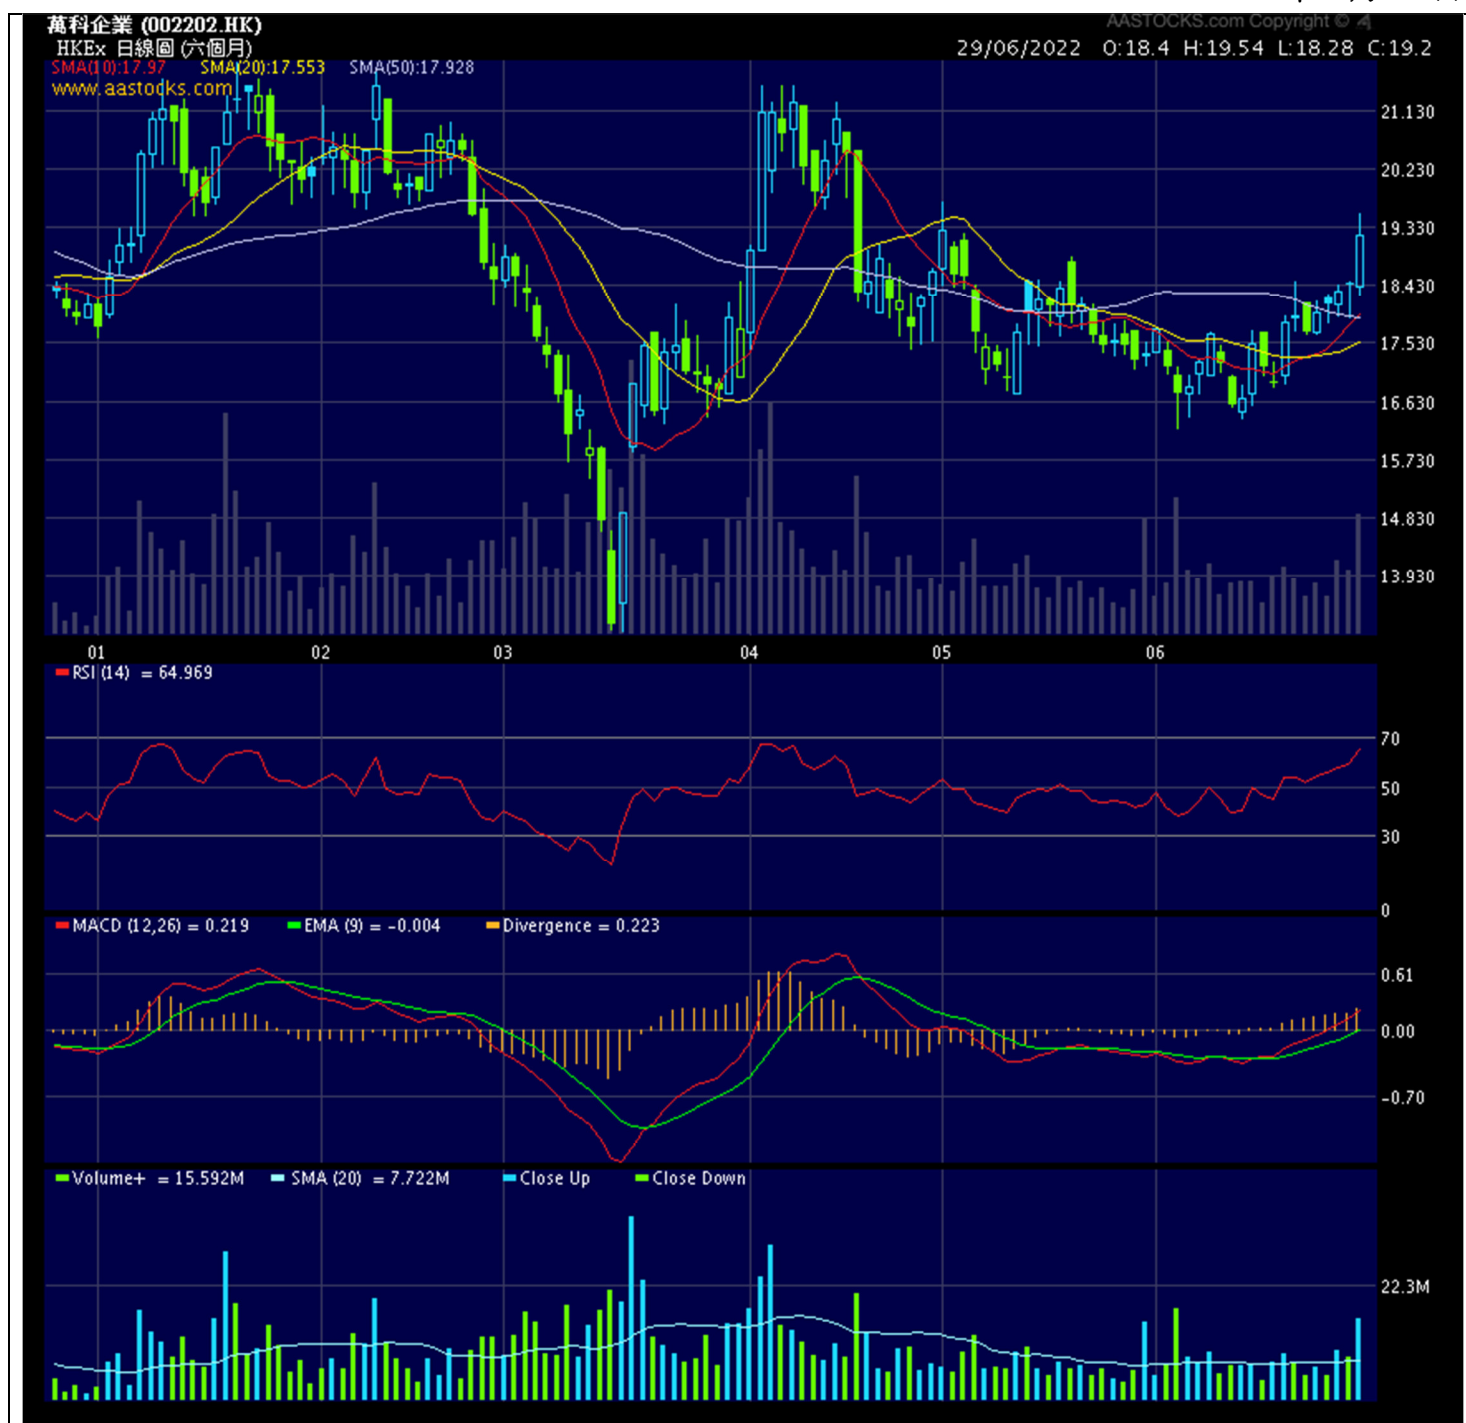 AASTOCKS.com Copyright ©
萬科企業 (002202.HK)
HKEx 日線圖 (六個月)
29/06/2022 O:18.4 H:19.54 L:18.28 C:19.2
SMA(10):17.97 SMA(20):17.553 SMA(50):17.928
www.aastocks.com
21.130
20.230
19.330
18.430
17.530
16.630
15.730
14.830
13.930
01 02 03 04 05 06
RSI (14) = 64.969
70
50
30
0
MACD (12,26) = 0.219 EMA (9) = -0.004 Divergence = 0.223
0.61
0.00
-0.70
Volume+ = 15.592M SMA (20) = 7.722M Close Up Close Down
22.3M